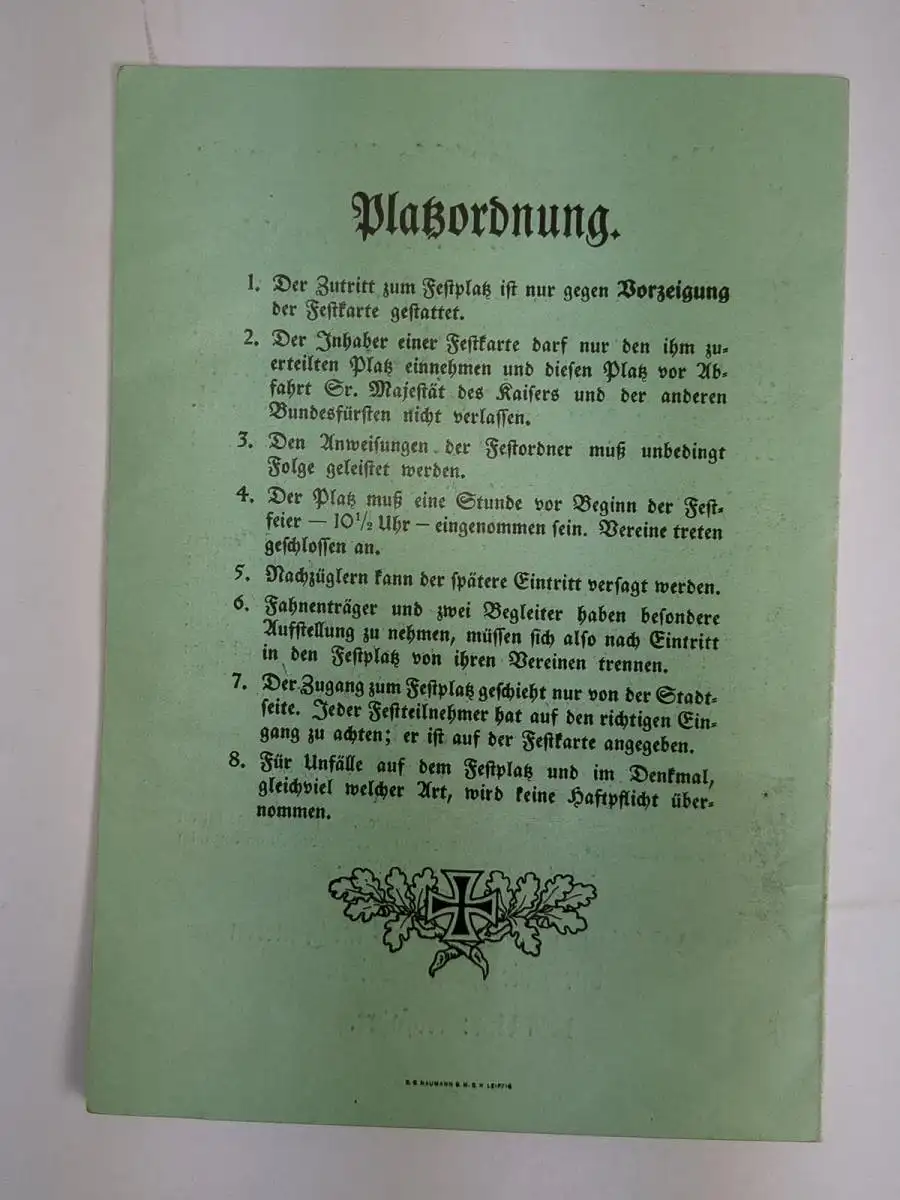 Platzordnung.
1. Der Zutritt zum Festplatz ist nur gegen Vorzeigung
der Festkarte gestattet.
2. Der Inhaber einer Festkarte darf nur den ihm zu-
erteilten Platz einnehmen und diesen Platz vor Ab-
fahrt Sr. Majestät des Kaisers und der anderen
Bundesfürsten nicht verlassen.
3. Den Anweisungen der Festordner muß unbedingt
Folge geleistet werden.
4. Der Platz muß eine Stunde vor Beginn der Fest-
feier — 10½ Uhr — eingenommen sein. Vereine treten
geschlossen an.
5. Nachzüglern kann der spätere Eintritt versagt werden.
6. Fahnenträger und zwei Begleiter haben besondere
Aufstellung zu nehmen, müssen sich also nach Eintritt
in den Festplatz von ihren Vereinen trennen.
7. Der Zugang zum Festplatz geschieht nur von der Stadt-
seite. Jeder Festteilnehmer hat auf den richtigen Ein-
gang zu achten; er ist auf der Festkarte angegeben.
8. Für Unfälle auf dem Festplatz und im Denkmal,
gleichviel welcher Art, wird keine Haftpflicht über-
nommen.
NAUMANN G. M. B. H. LEIPZIG